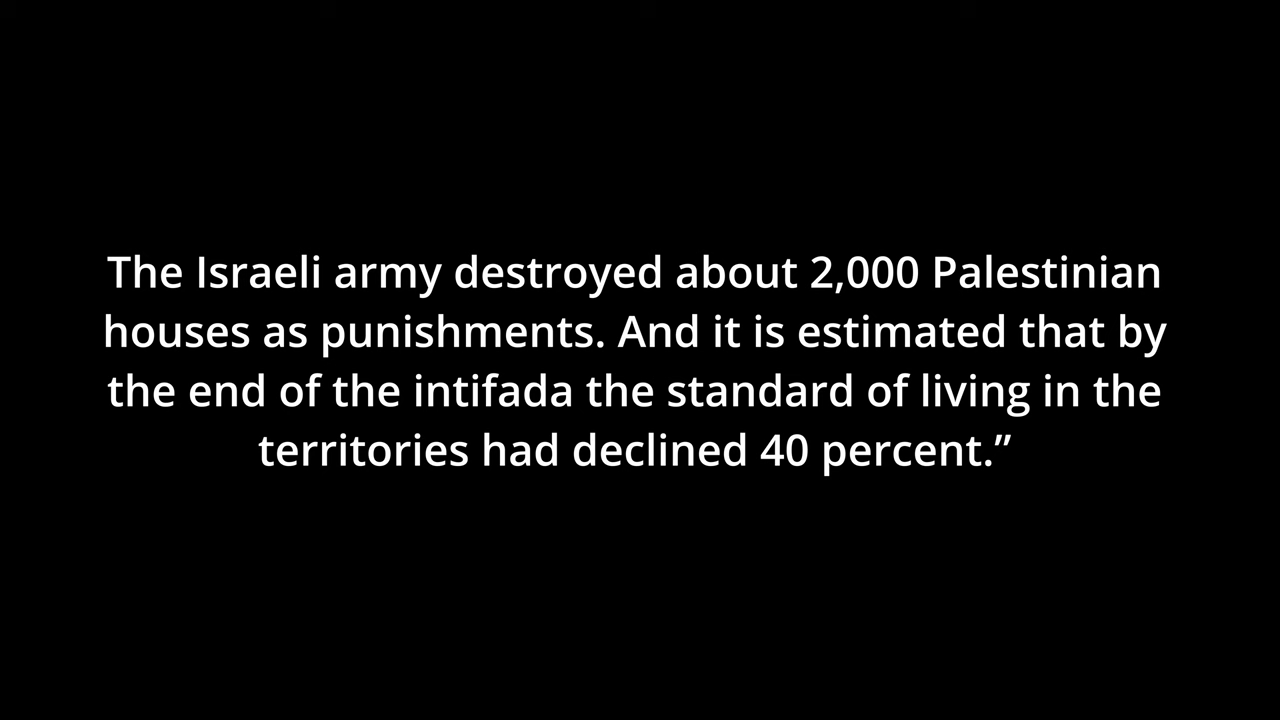 The Israeli army destroyed about 2,000 Palestinian
houses as punishments. And it is estimated that by
the end of the intifada the standard of living in the
territories had declined 40 percent.”